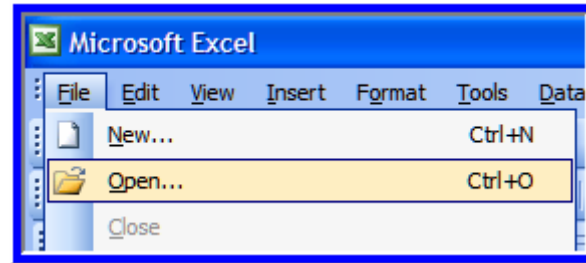 Microsoft Excel
File Edit View Insert Format Tools Data
New... Ctrl+N
Open... Ctrl+O
Close